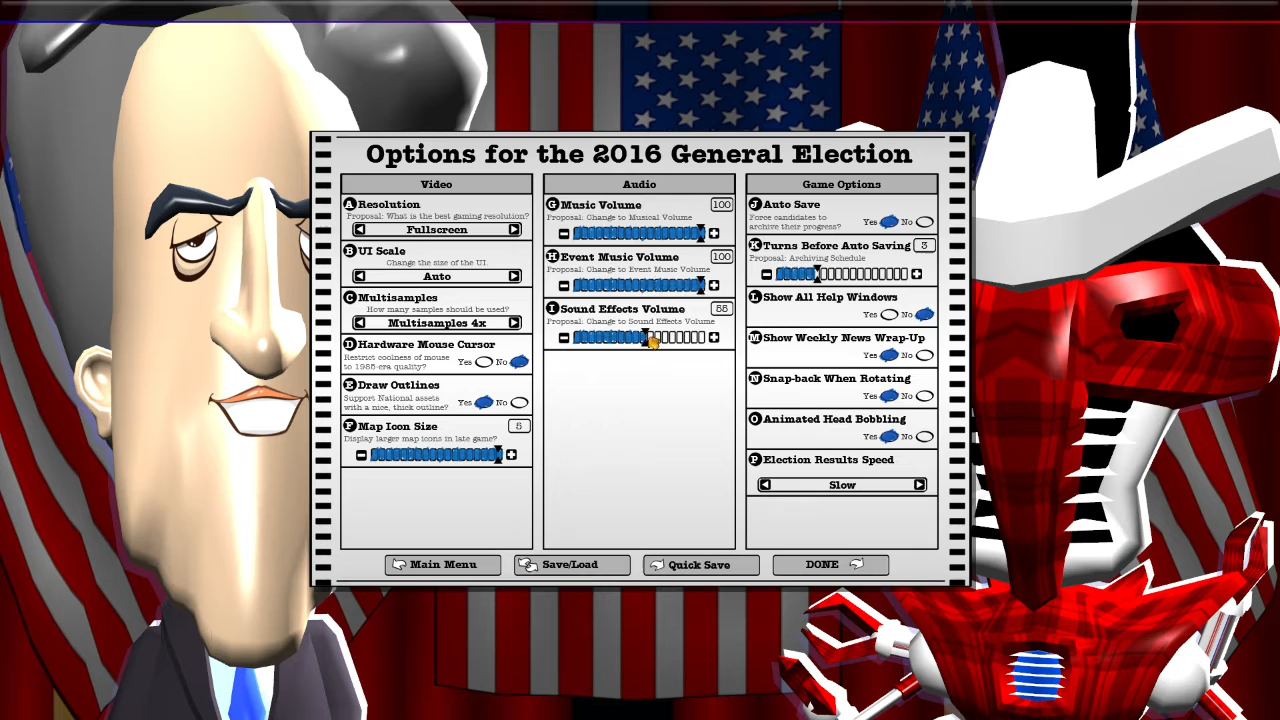 Options for the 2016 General Election
Video
A Resolution
Proposal: What is the best gaming resolution?
Fullscreen
B UI Scale
Change the size of the UI.
Auto
C Multisamples
How many samples should be used?
Multisamples 4x
D Hardware Mouse Cursor
Restrict coolness of mouse
to 1985-era quality?
Yes No
E Draw Outlines
Support National assets
with a nice, thick outline?
Yes No
F Map Icon Size 5
Display larger map icons in late game?
Audio
G Music Volume 100
Proposal: Change to Musical Volume
H Event Music Volume 100
Proposal: Change to Event Music Volume
I Sound Effects Volume 55
Proposal: Change to Sound Effects Volume
Game Options
J Auto Save
Force candidates to
archive their progress?
Yes No
K Turns Before Auto Saving 3
Proposal: Archiving Schedule
L Show All Help Windows
Yes No
M Show Weekly News Wrap-Up
Yes No
N Snap-back When Rotating
Yes No
O Animated Head Bobbling
Yes No
P Election Results Speed
Slow
Main Menu
Save/Load
Quick Save
DONE